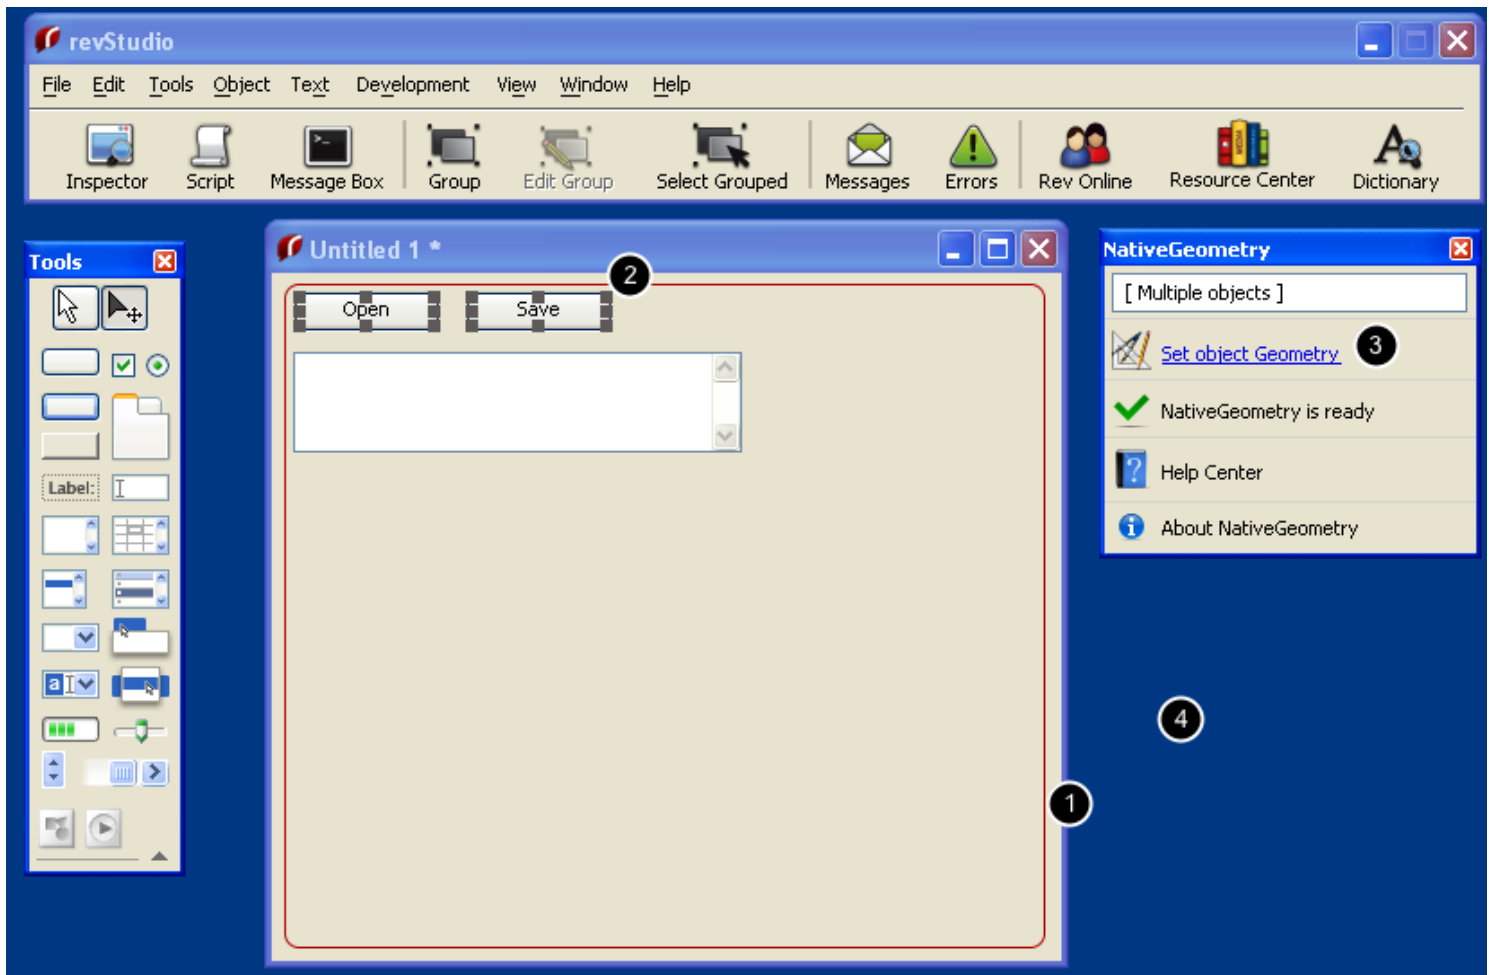 revStudio
File Edit Tools Object Text Development View Window Help
Inspector Script Message Box Group Edit Group Select Grouped Messages Errors Rev Online Resource Center Dictionary
Tools
Label:
a
Untitled 1 *
2
Open Save
1
NativeGeometry
[ Multiple objects ]
Set object Geometry 3
NativeGeometry is ready
? Help Center
i About NativeGeometry
4